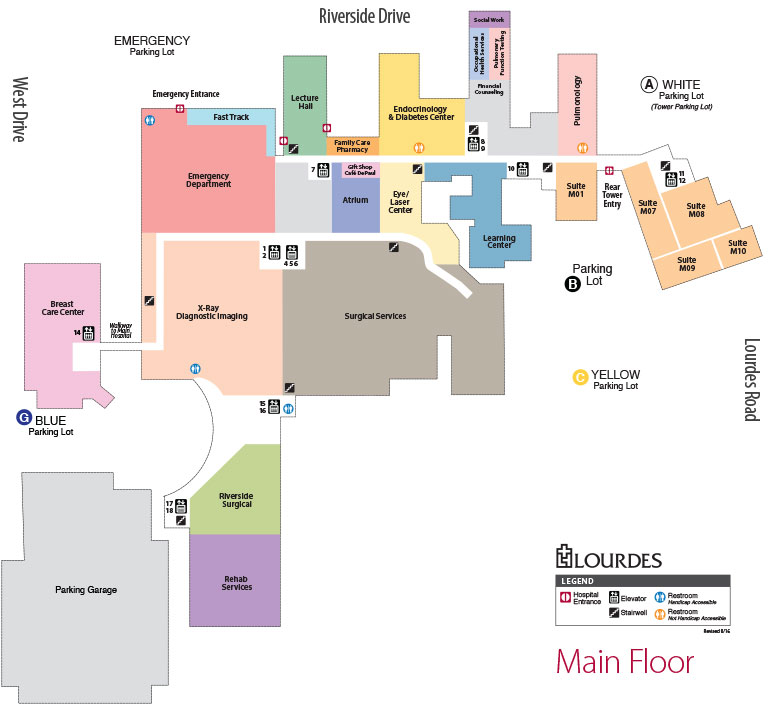 Riverside Drive
West Drive
EMERGENCY
Parking Lot
Emergency Entrance
Fast Track
Lecture
Hall
Family Care
Pharmacy
Endocrinology
& Diabetes Center
Social Work
Occupational
Health Services
Pulmonary
Function Testing
Financial
Counseling
Pulmonology
A WHITE
Parking Lot
(Tower Parking Lot)
Emergency
Department
7
Gift Shop
Café De Paul
Atrium
Eye/
Laser
Center
8
9
10
Learning
Center
Suite
M01
Rear
Tower
Entry
11
12
Suite
M07
Suite
M08
Suite
M09
Suite
M10
1
2
4 5 6
Parking
Lot
B
Breast
Care Center
14
Walkway
to Main
Hospital
X-Ray
Diagnostic Imaging
Surgical Services
C YELLOW
Parking Lot
Lourdes Road
G BLUE
Parking Lot
15
16
17
18
Riverside
Surgical
Rehab
Services
Parking Garage
LOURDES
LEGEND
Hospital
Entrance
Elevator
Stairwell
Restroom
Handicap Accessible
Restroom
Not Handicap Accessible
Revised 8/16
Main Floor